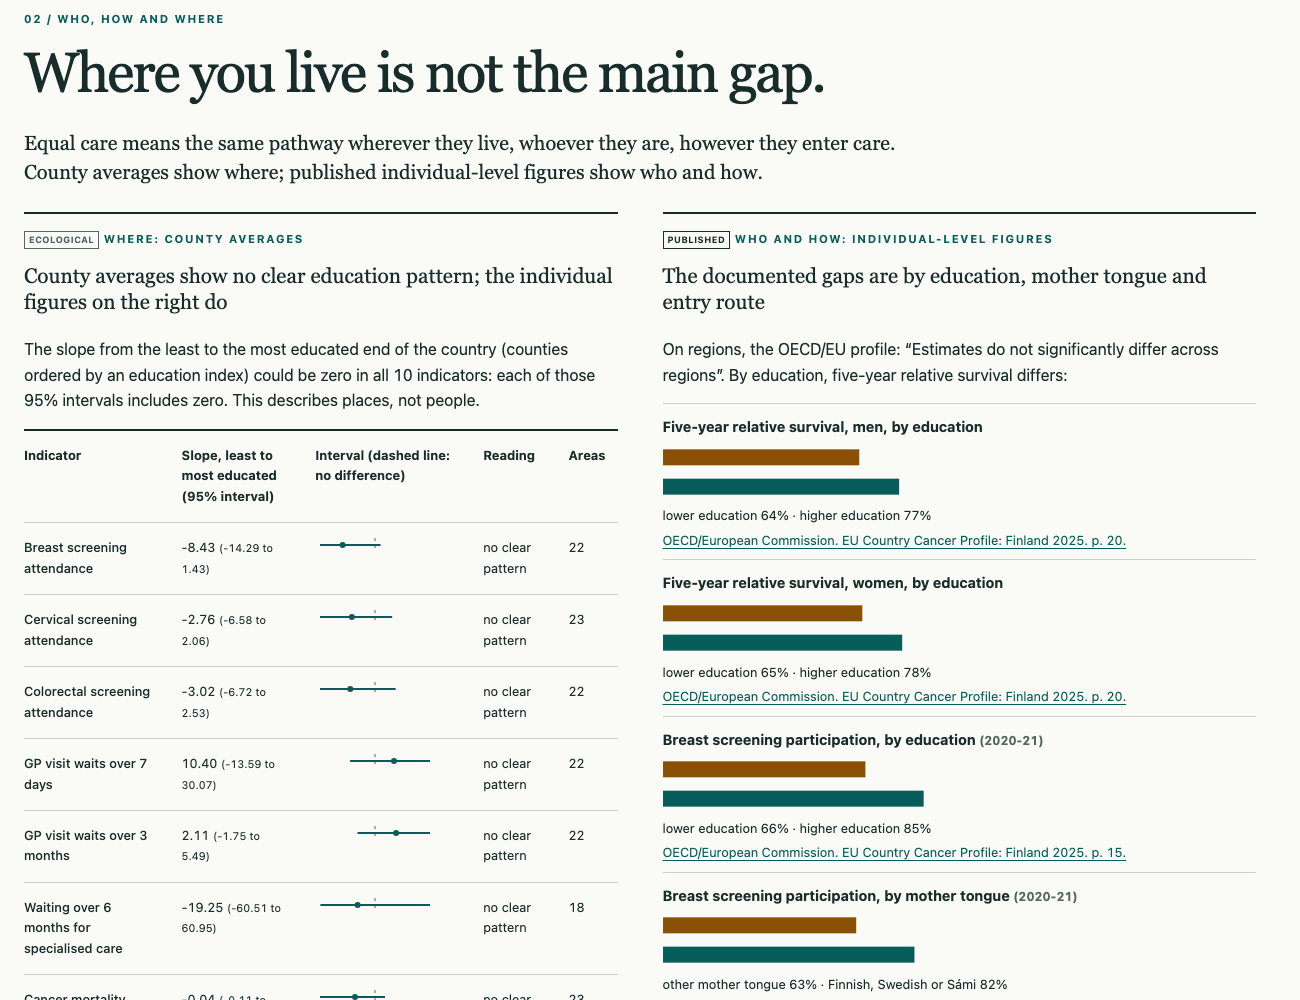 02 / WHO, HOW AND WHERE
Where you live is not the main gap.
Equal care means the same pathway wherever they live, whoever they are, however they enter care.
County averages show where; published individual-level figures show who and how.
ECOLOGICAL WHERE: COUNTY AVERAGES
County averages show no clear education pattern; the individual
figures on the right do
The slope from the least to the most educated end of the country (counties
ordered by an education index) could be zero in all 10 indicators: each of those
95% intervals includes zero. This describes places, not people.
Indicator
Slope, least to
most educated
(95% interval)
Interval (dashed line:
no difference)
Reading
Areas
Breast screening
attendance
-8.43 (-14.29 to
1.43)
no clear
pattern
22
Cervical screening
attendance
-2.76 (-6.58 to
2.06)
no clear
pattern
23
Colorectal screening
attendance
-3.02 (-6.72 to
2.53)
no clear
pattern
22
GP visit waits over 7
days
10.40 (-13.59 to
30.07)
no clear
pattern
22
GP visit waits over 3
months
2.11 (-1.75 to
5.49)
no clear
pattern
22
Waiting over 6
months for
specialised care
-19.25 (-60.51 to
60.95)
no clear
pattern
18
Cancer mortality
-0.04 (-0.11 to
no clear
23
PUBLISHED WHO AND HOW: INDIVIDUAL-LEVEL FIGURES
The documented gaps are by education, mother tongue and
entry route
On regions, the OECD/EU profile: “Estimates do not significantly differ across
regions”. By education, five-year relative survival differs:
Five-year relative survival, men, by education
lower education 64% · higher education 77%
OECD/European Commission. EU Country Cancer Profile: Finland 2025. p. 20.
Five-year relative survival, women, by education
lower education 65% · higher education 78%
OECD/European Commission. EU Country Cancer Profile: Finland 2025. p. 20.
Breast screening participation, by education (2020-21)
lower education 66% · higher education 85%
OECD/European Commission. EU Country Cancer Profile: Finland 2025. p. 15.
Breast screening participation, by mother tongue (2020-21)
other mother tongue 63% · Finnish, Swedish or Sámi 82%